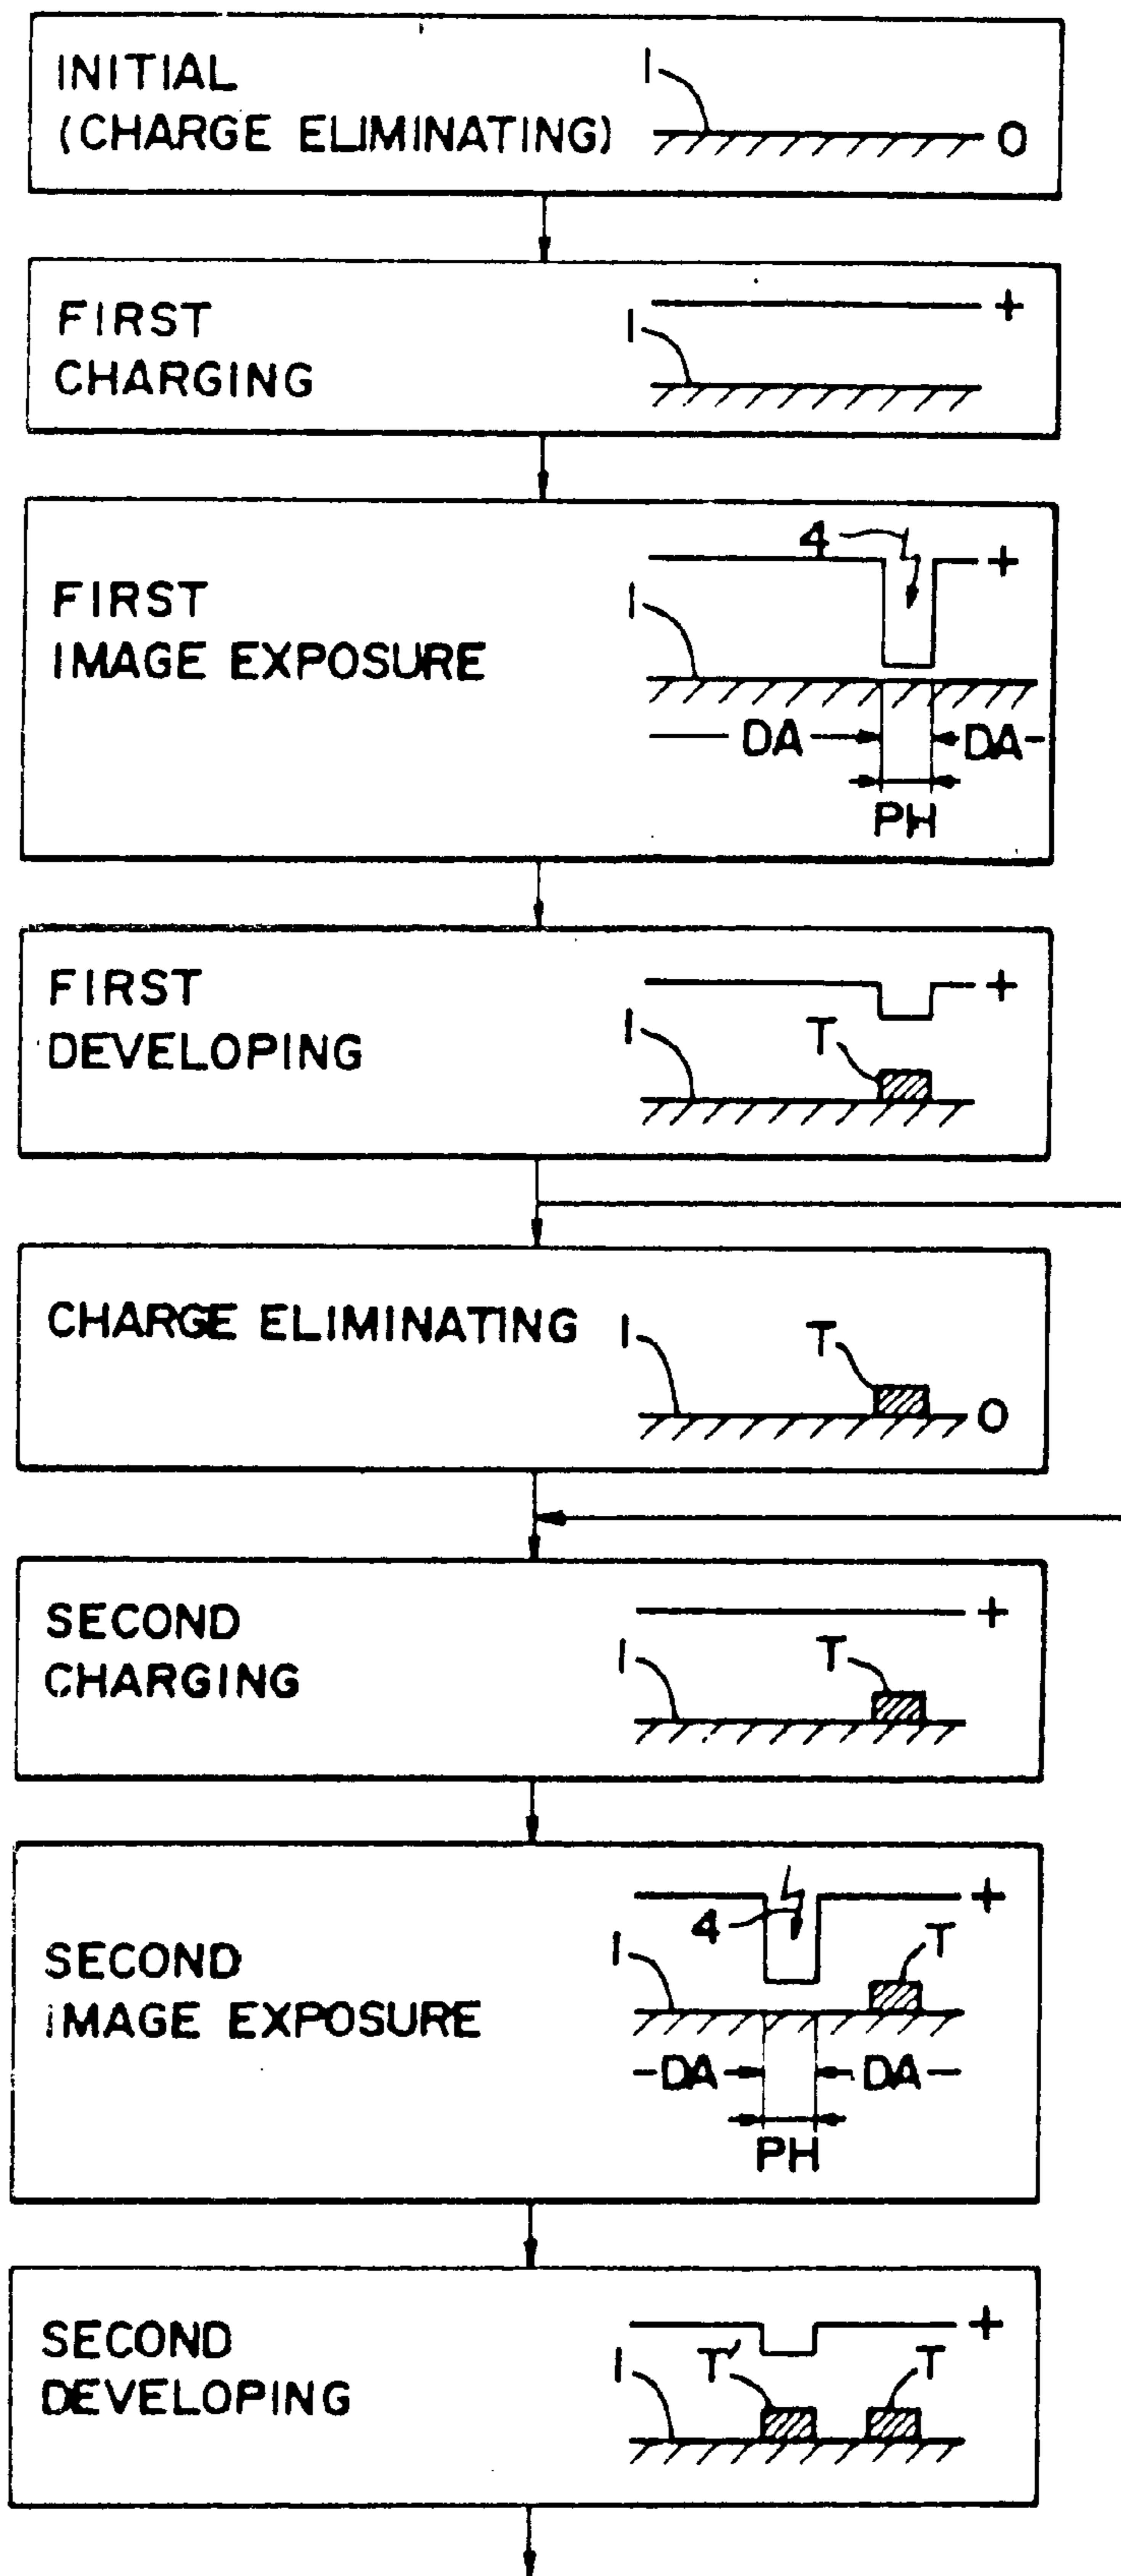 INITIAL
(CHARGE ELIMINATING)
1
0
FIRST
CHARGING
1
+
FIRST
IMAGE EXPOSURE
4
+
1
DA
DA
PH
FIRST
DEVELOPING
+
1
T
CHARGE ELIMINATING
1
T
0
SECOND
CHARGING
+
1
T
SECOND
IMAGE EXPOSURE
+
4
1
T
DA
DA
PH
SECOND
DEVELOPING
+
1
T'
T